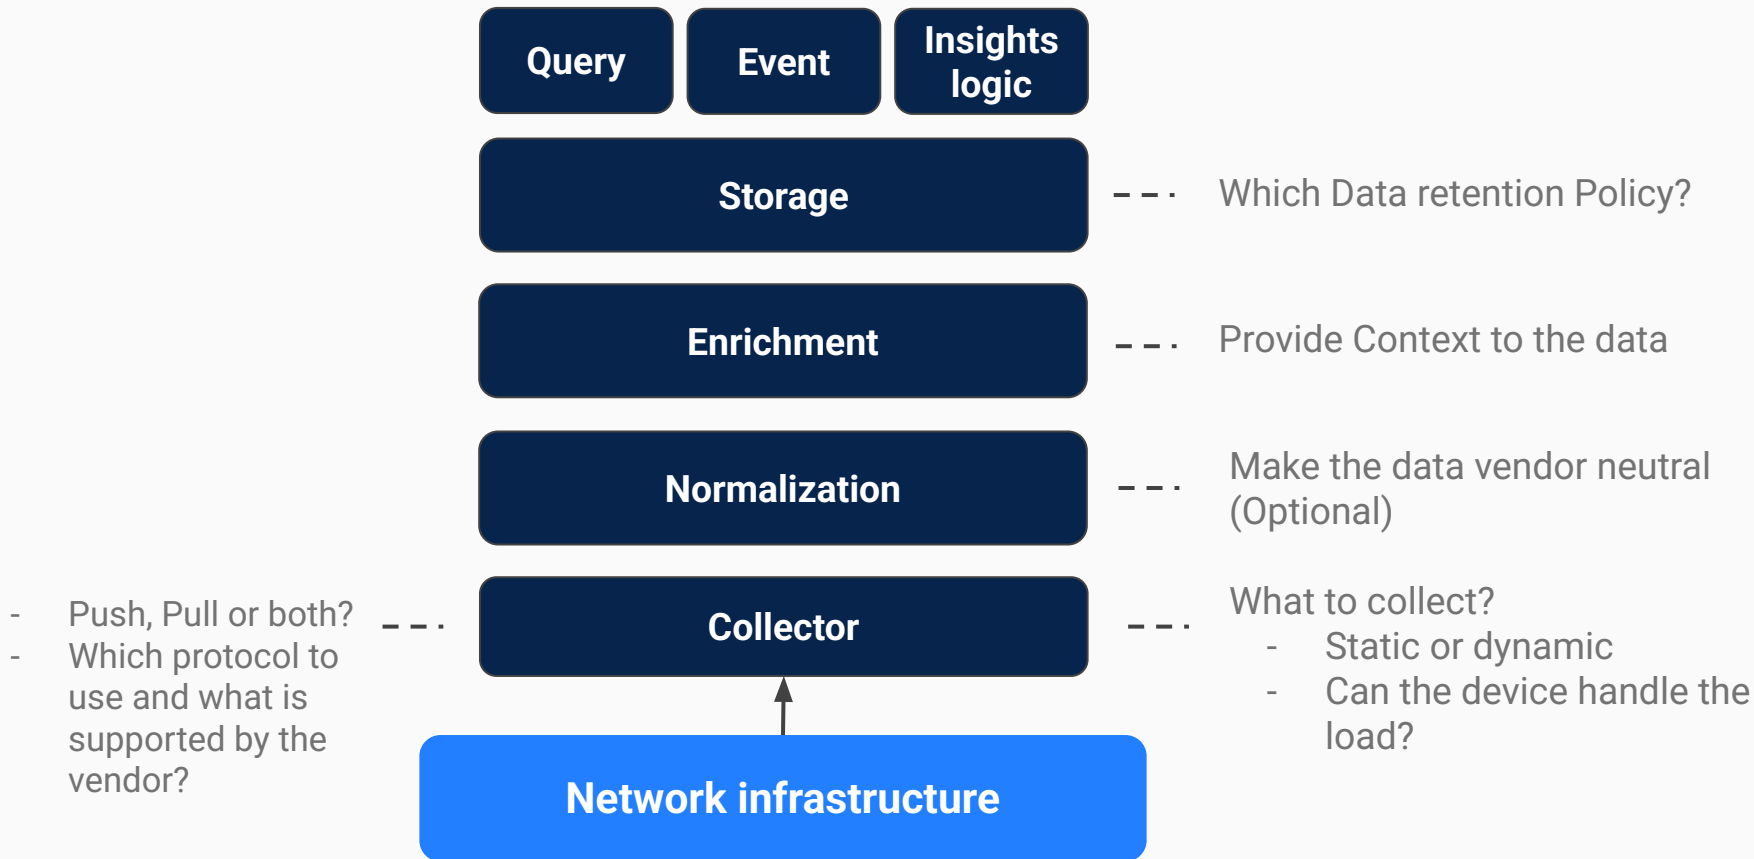 Query
Event
Insights
logic
Storage
Which Data retention Policy?
Enrichment
Provide Context to the data
Normalization
Make the data vendor neutral
(Optional)
- Push, Pull or both?
- Which protocol to
use and what is
supported by the
vendor?
Collector
What to collect?
- Static or dynamic
- Can the device handle the
load?
Network infrastructure